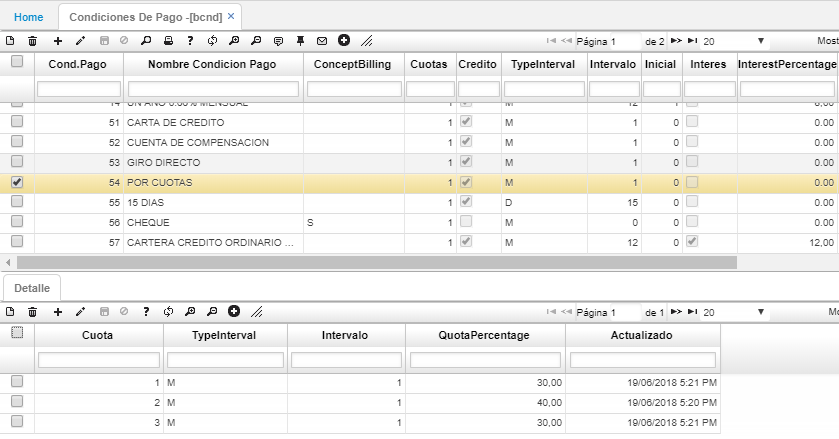 Home Condiciones De Pago -[bcnd] ×
Página 1 de 2 20 Most
Cond.Pago Nombre Condicion Pago ConceptBilling Cuotas Credito TypeInterval Intervalo Inicial Interes InterestPercentage
14 UN AÑO 0.00% MENSUAL 1 M 12 1 0,00
51 CARTA DE CREDITO 1 M 1 0 0.00
52 CUENTA DE COMPENSACION 1 M 1 0 0.00
53 GIRO DIRECTO 1 M 1 0 0.00
54 POR CUOTAS 1 M 1 0 0.00
55 15 DIAS 1 D 15 0 0.00
56 CHEQUE S 1 M 0 0 0.00
57 CARTERA CREDITO ORDINARIO ... 1 M 12 0 12,00
Detalle
Página 1 de 1 20 Mo
Cuota TypeInterval Intervalo QuotaPercentage Actualizado
1 M 1 30,00 19/06/2018 5:21 PM
2 M 1 40,00 19/06/2018 5:20 PM
3 M 1 30,00 19/06/2018 5:21 PM